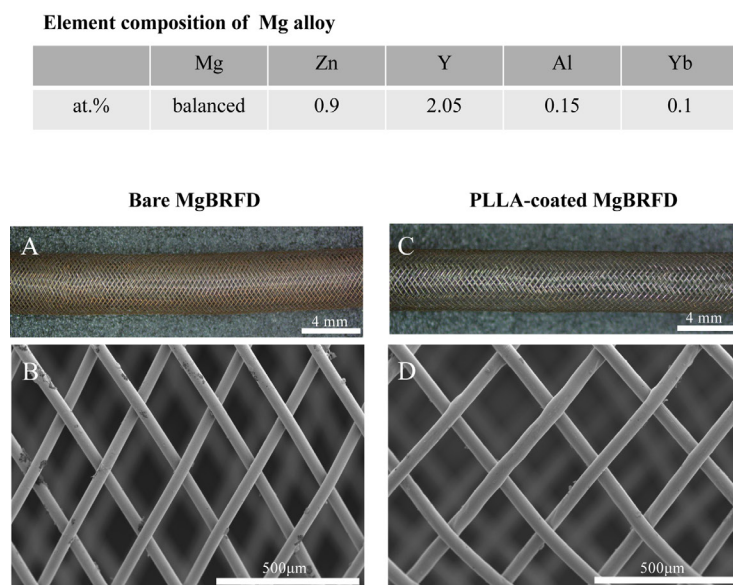 Element composition of Mg alloy
Mg Zn Y Al Yb
at.% balanced 0.9 2.05 0.15 0.1
Bare MgBRFD PLLA-coated MgBRFD
A C
4 mm 4 mm
B D
500μm 500μm